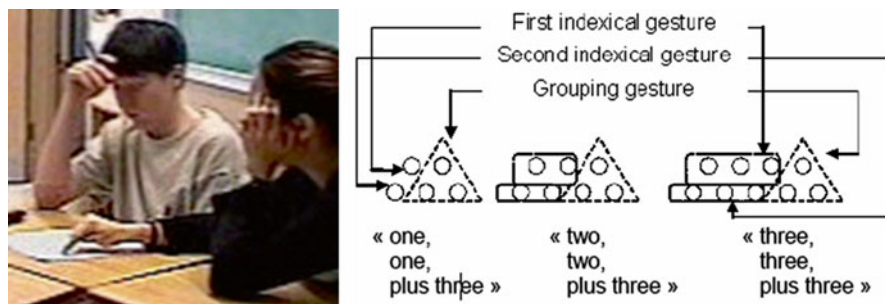 First indexical gesture
Second indexical gesture
Grouping gesture
« one,
one,
plus three »
« two,
two,
plus three »
« three,
three,
plus three »